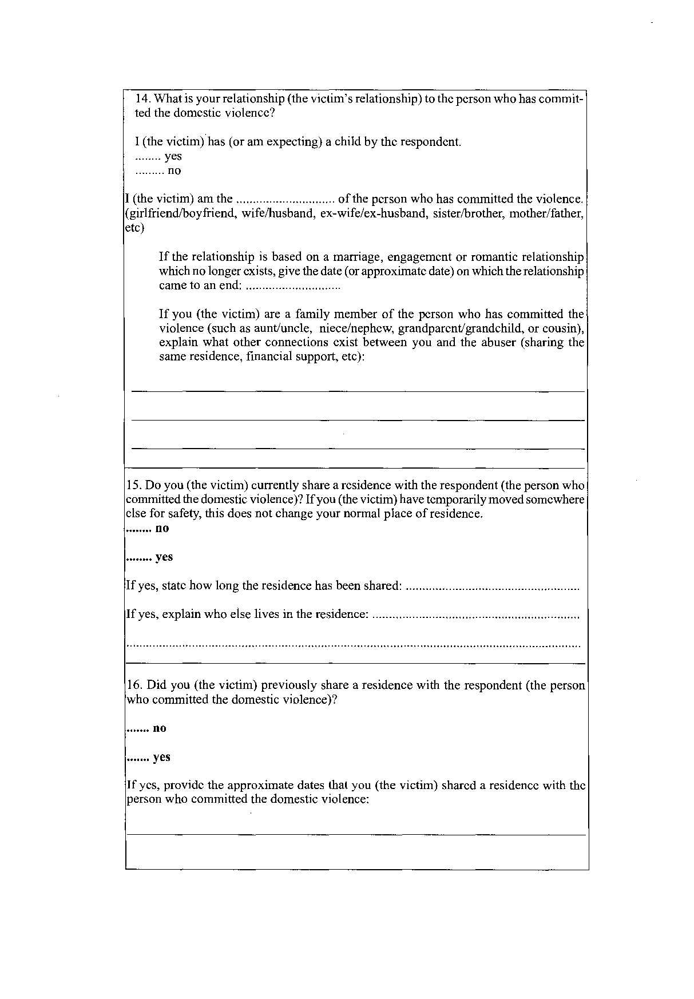 14. What is your relationship (the victim's relationship) to the person who has commit-
ted the domestic violence?
I (the victim) has (or am expecting) a child by the respondent.
........ yes
......... no
I (the victim) am the .............................. of the person who has committed the violence.
(girlfriend/boyfriend, wife/husband, ex-wife/ex-husband, sister/brother, mother/father,
etc)
If the relationship is based on a marriage, engagement or romantic relationship
which no longer exists, give the date (or approximate date) on which the relationship
came to an end: .............................
If you (the victim) are a family member of the person who has committed the
violence (such as aunt/uncle, niece/nephew, grandparent/grandchild, or cousin),
explain what other connections exist between you and the abuser (sharing the
same residence, financial support, etc):
15. Do you (the victim) currently share a residence with the respondent (the person who
committed the domestic violence)? If you (the victim) have temporarily moved somewhere
else for safety, this does not change your normal place of residence.
........ no
........ yes
If yes, state how long the residence has been shared: .....................................................
If yes, explain who else lives in the residence: ...............................................................
..........................................................................................................................................
16. Did you (the victim) previously share a residence with the respondent (the person
who committed the domestic violence)?
....... no
....... yes
If yes, provide the approximate dates that you (the victim) shared a residence with the
person who committed the domestic violence: